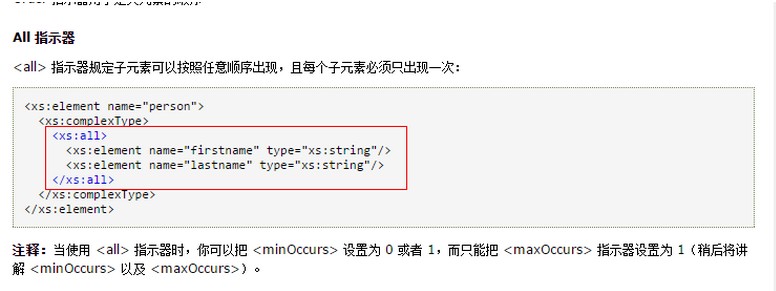 All 指示器
<all> 指示器规定子元素可以按照任意顺序出现，且每个子元素必须只出现一次：
<xs:element name="person">
<xs:complexType>
<xs:all>
<xs:element name="firstname" type="xs:string"/>
<xs:element name="lastname" type="xs:string"/>
</xs:all>
</xs:complexType>
</xs:element>
注释：当使用 <all> 指示器时，你可以把 <minOccurs> 设置为 0 或者 1，而只能把 <maxOccurs> 指示器设置为 1（稍后将讲
解 <minOccurs> 以及 <maxOccurs>）。